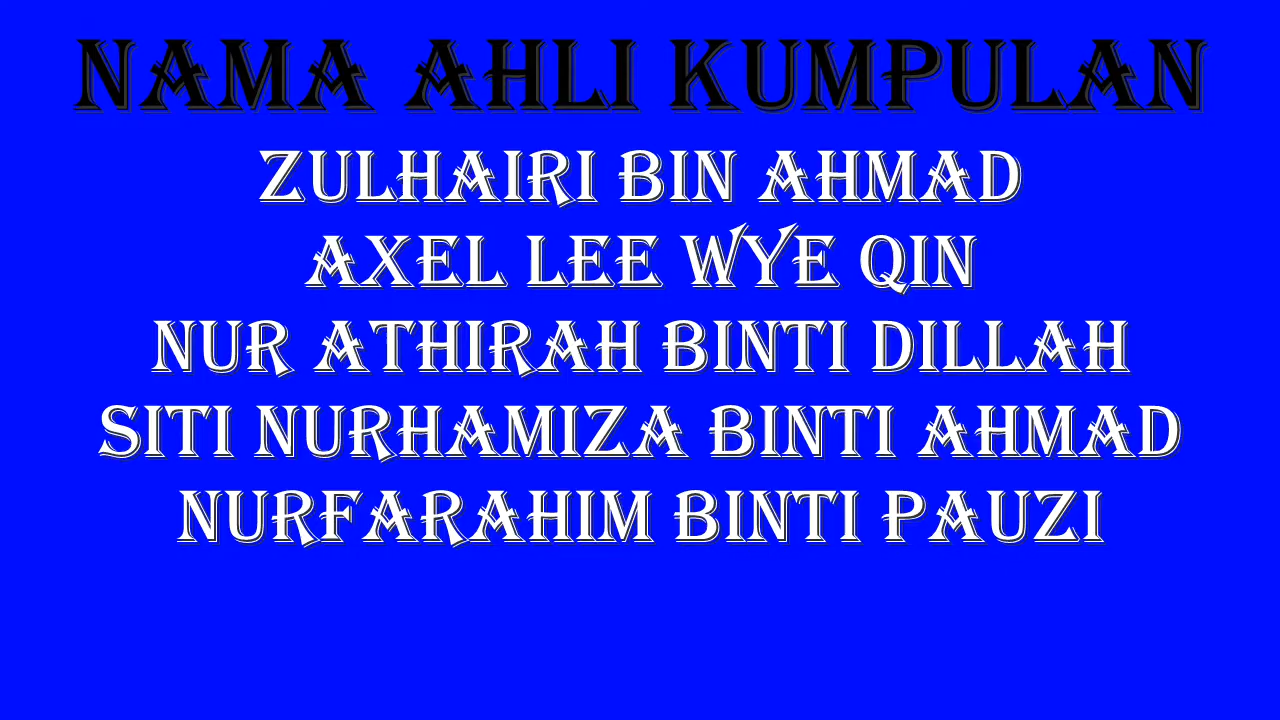 NAMA AHLI KUMPULAN
ZULHAIRI BIN AHMAD
AXEL LEE WYE QIN
NUR ATHIRAH BINTI DILLAH
SITI NURHAMIZA BINTI AHMAD
NURFARAHIM BINTI PAUZI